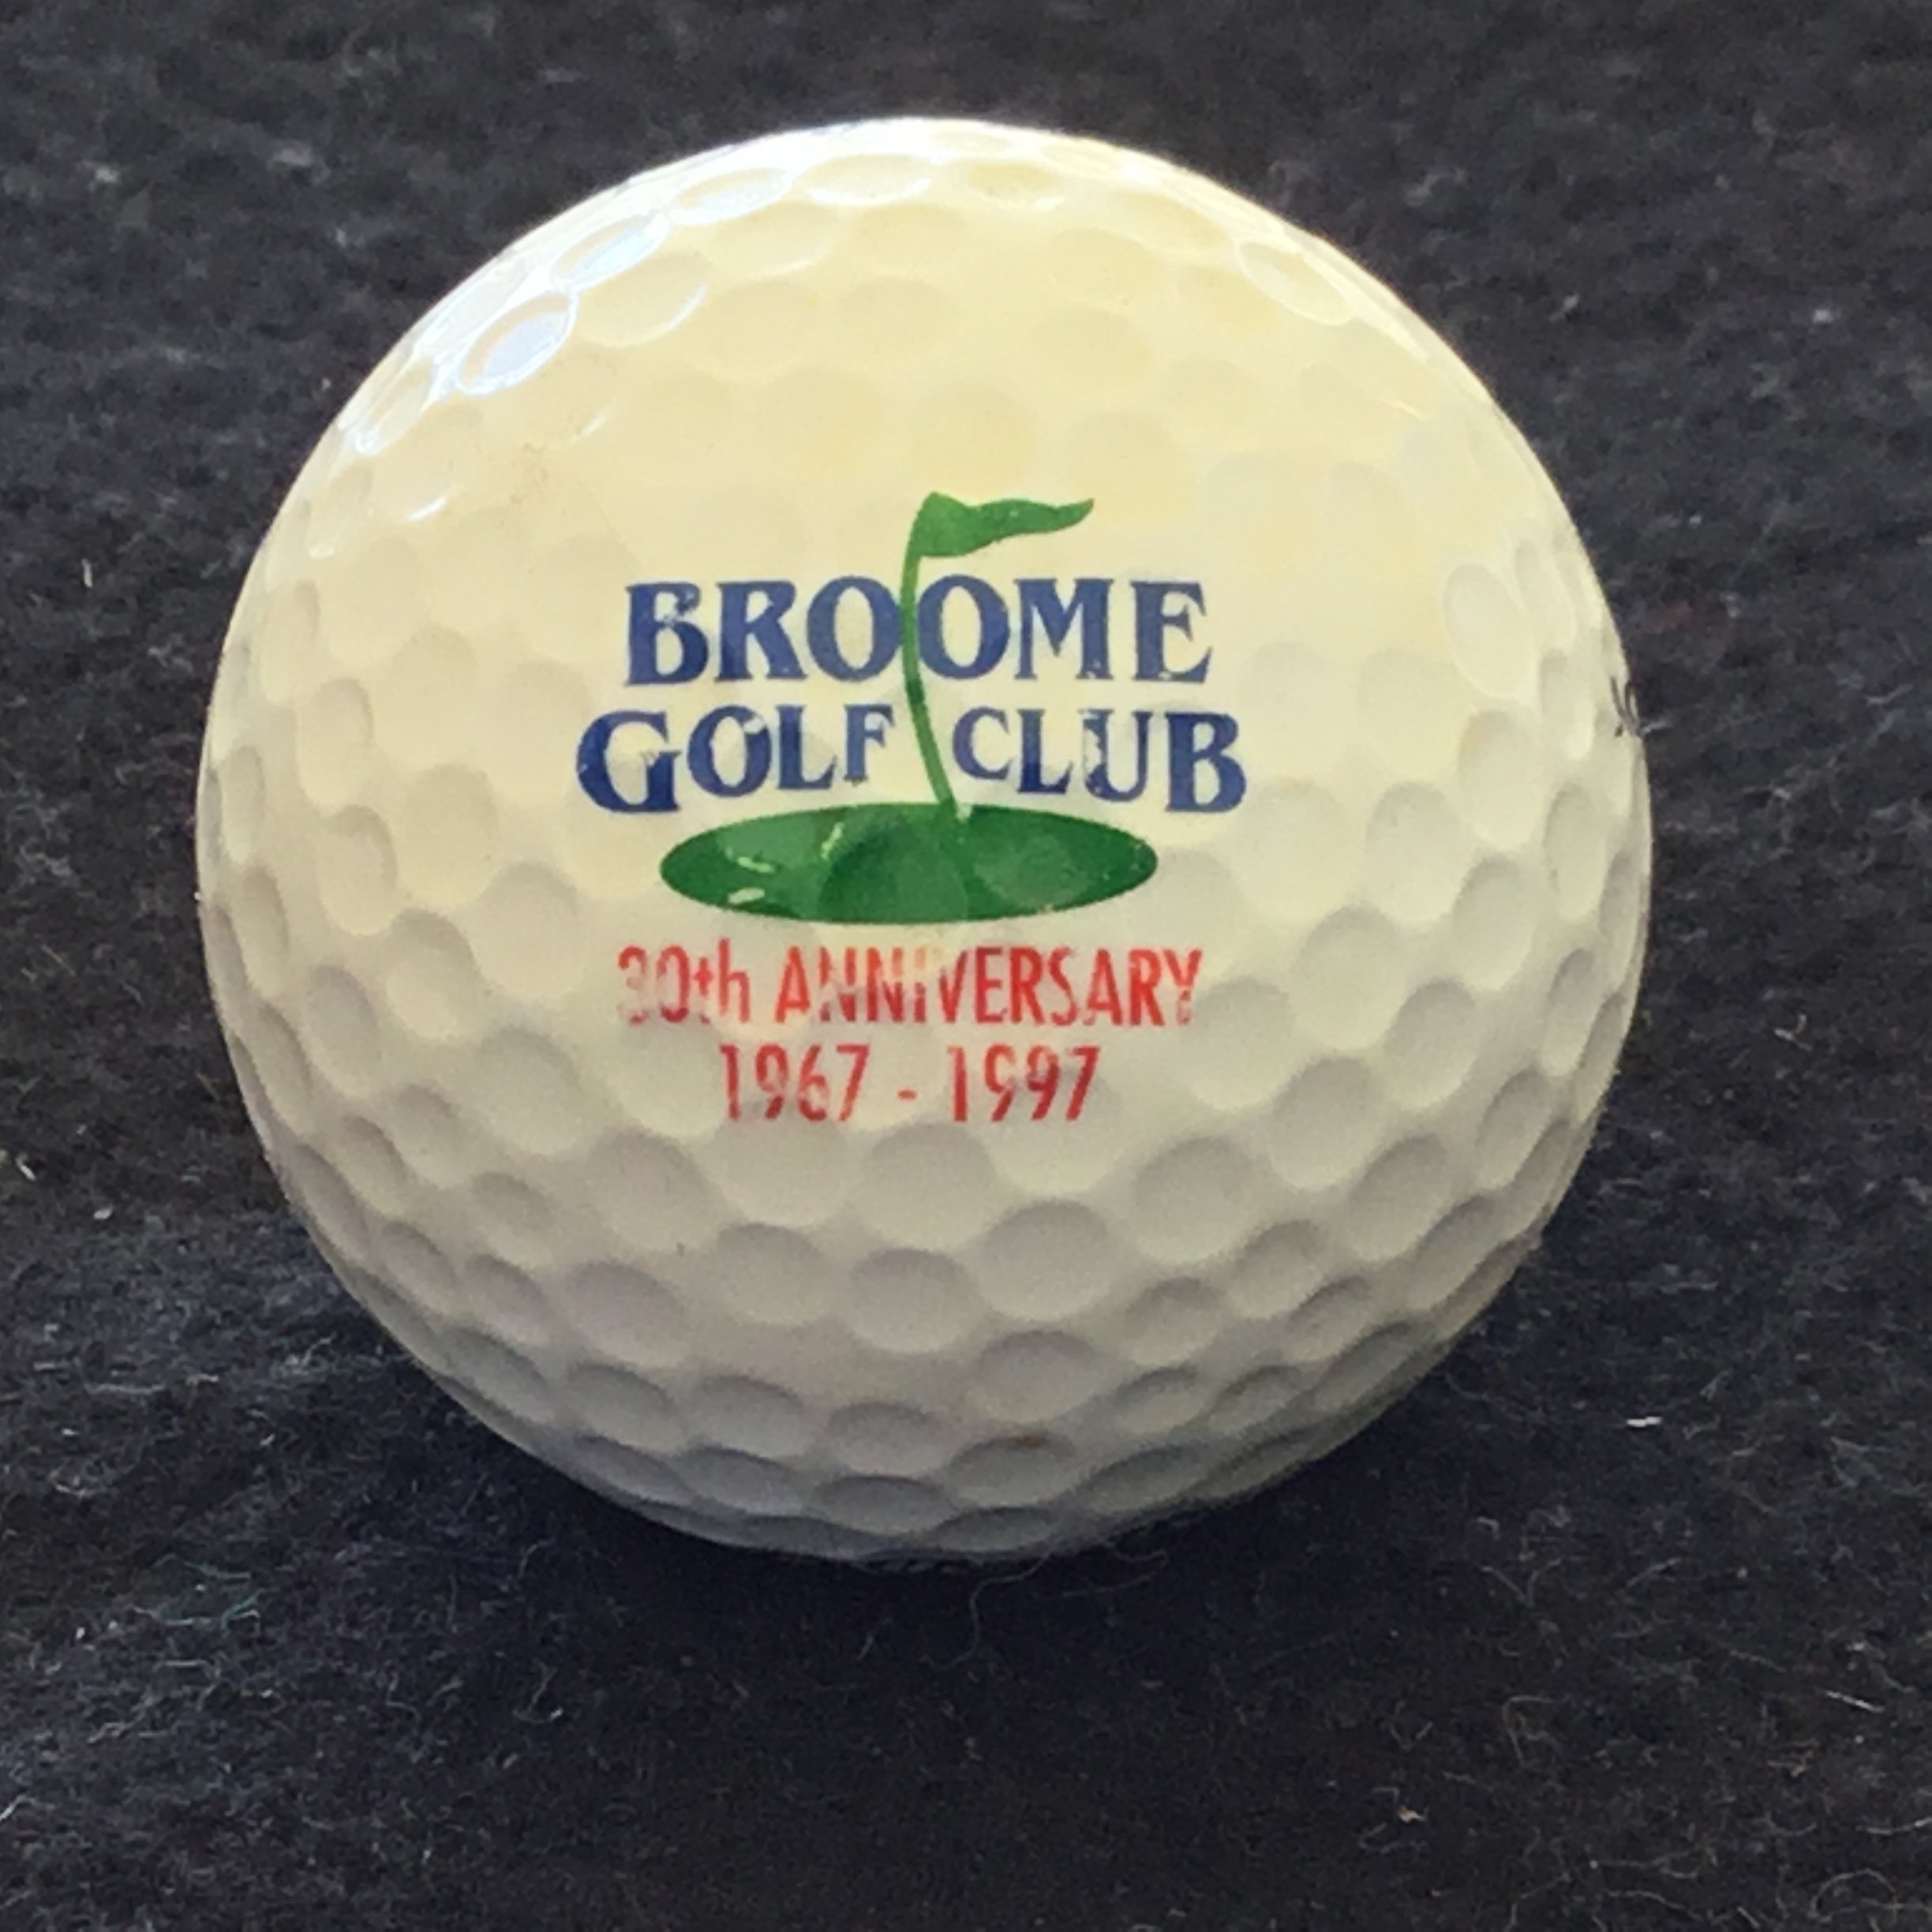 BROOME
GOLF CLUB
30th ANNIVERSARY
1967 - 1997